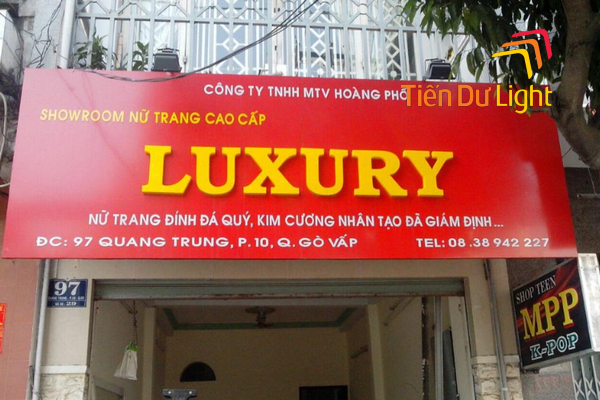 CÔNG TY TNHH MTV HOÀNG PHỐ
Tiến Dư Light
SHOWROOM NỮ TRANG CAO CẤP
LUXURY
NỮ TRANG ĐÍNH ĐÁ QUÝ, KIM CƯƠNG NHÂN TẠO ĐÃ GIÁM ĐỊNH...
ĐC: 97 QUANG TRUNG, P.10, Q.GÒ VẤP TEL: 08.38 942 227
97
SHOP TEEN
MPP
K-POP